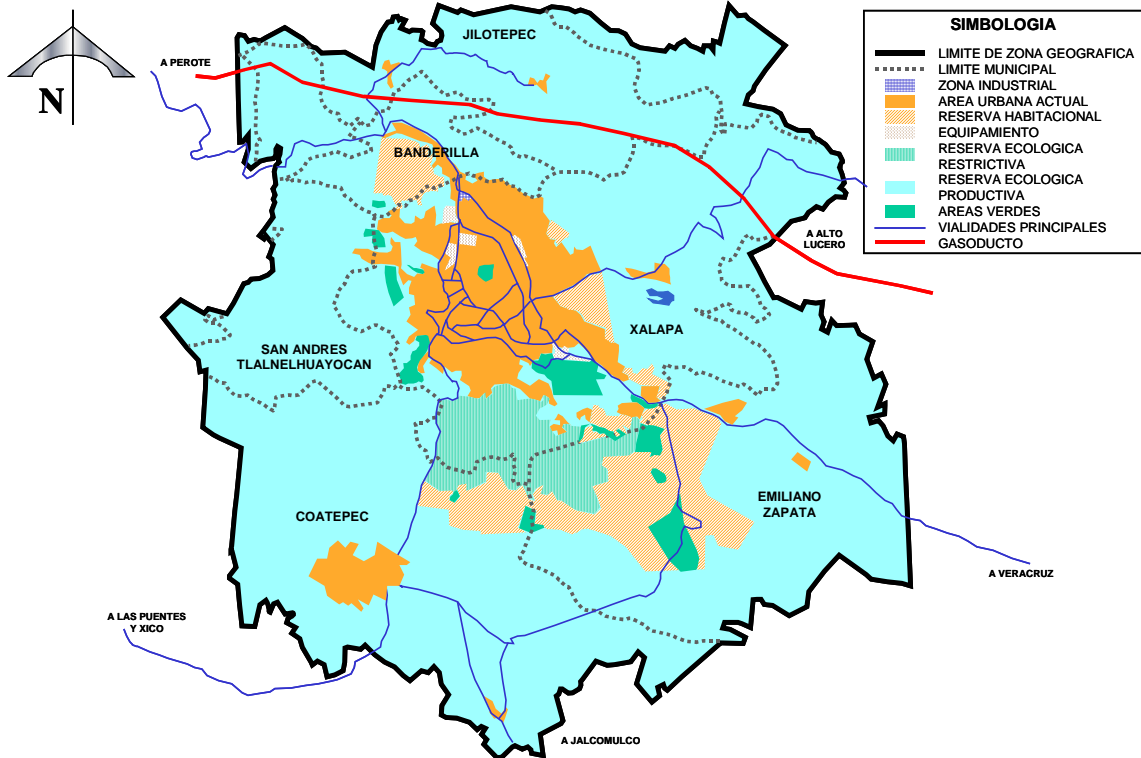 JILOTEPEC
A PEROTE
N
BANDERILLA
A ALTO
LUCERO
XALAPA
SAN ANDRES
TLALNELHUAYOCAN
COATEPEC
EMILIANO
ZAPATA
A VERACRUZ
A LAS PUENTES
Y XICO
A JALCOMULCO
SIMBOLOGIA
LIMITE DE ZONA GEOGRAFICA
LIMITE MUNICIPAL
ZONA INDUSTRIAL
AREA URBANA ACTUAL
RESERVA HABITACIONAL
EQUIPAMIENTO
RESERVA ECOLOGICA
RESTRICTIVA
RESERVA ECOLOGICA
PRODUCTIVA
AREAS VERDES
VIALIDADES PRINCIPALES
GASODUCTO